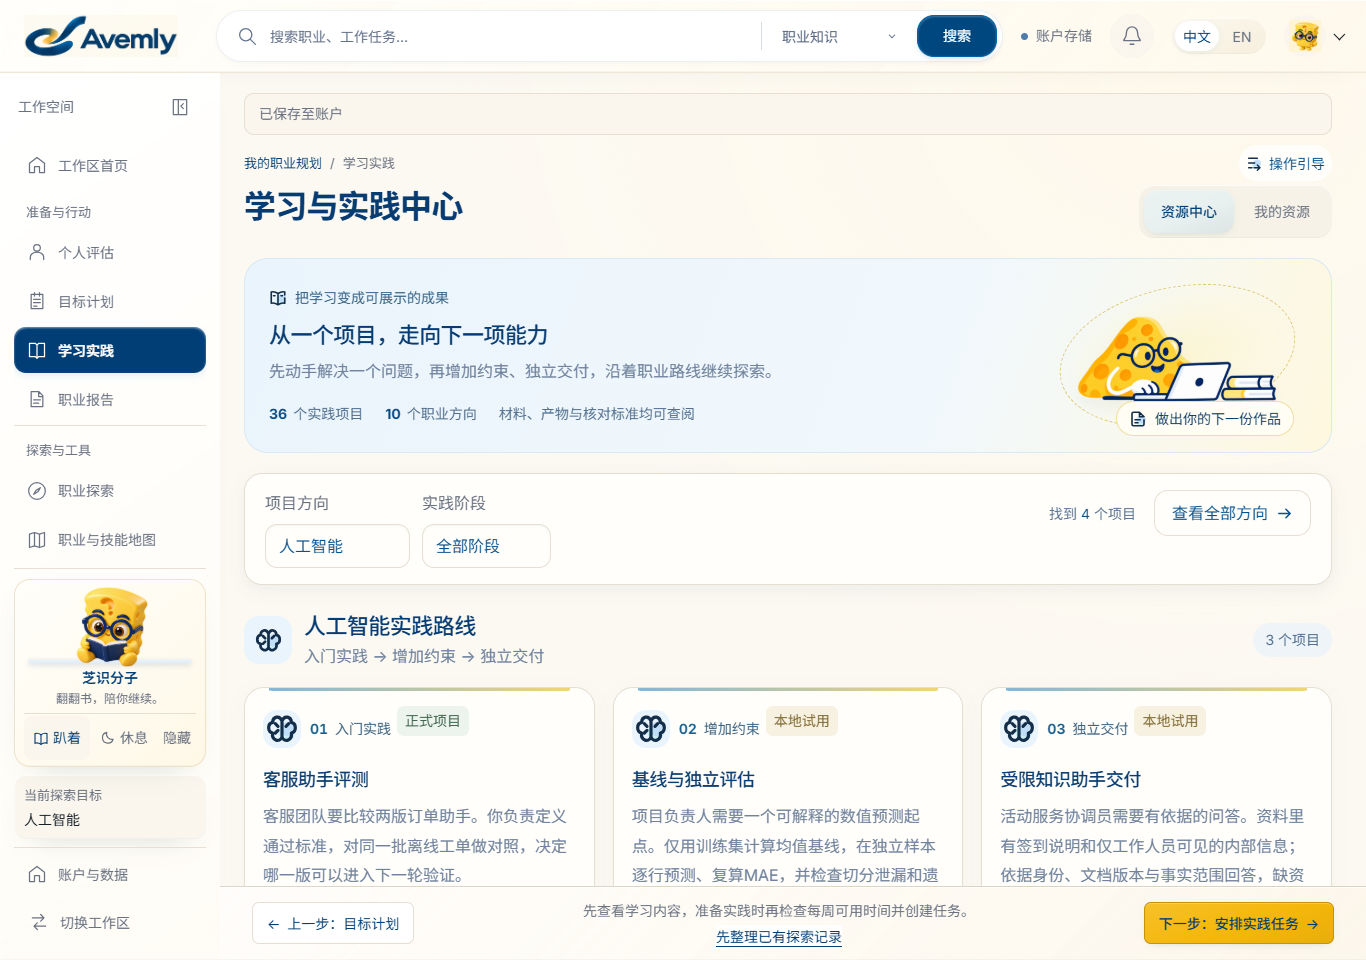 Avemly
搜索职业、工作任务...
职业知识
搜索
账户存储
中文
EN
工作空间
工作区首页
准备与行动
个人评估
目标计划
学习实践
职业报告
探索与工具
职业探索
职业与技能地图
芝识分子
翻翻书，陪你继续。
趴着
休息
隐藏
当前探索目标
人工智能
账户与数据
切换工作区
已保存至账户
我的职业规划 / 学习实践
操作引导
学习与实践中心
资源中心
我的资源
把学习变成可展示的成果
从一个项目，走向下一项能力
先动手解决一个问题，再增加约束、独立交付，沿着职业路线继续探索。
36 个实践项目
10 个职业方向
材料、产物与核对标准均可查阅
做出你的下一份作品
项目方向
实践阶段
人工智能
全部阶段
找到 4 个项目
查看全部方向 →
人工智能实践路线
入门实践 → 增加约束 → 独立交付
3 个项目
01 入门实践
正式项目
客服助手评测
客服团队要比较两版订单助手。你负责定义
通过标准，对同一批离线工单做对照，决定
哪一版可以进入下一轮验证。
02 增加约束
本地试用
基线与独立评估
项目负责人需要一个可解释的数值预测起
点。仅用训练集计算均值基线，在独立样本
逐行预测、复算MAE，并检查切分泄漏和遗
03 独立交付
本地试用
受限知识助手交付
活动服务协调员需要有依据的问答。资料里
有签到说明和仅工作人员可见的内部信息；
依据身份、文档版本与事实范围回答，缺资
← 上一步：目标计划
先查看学习内容，准备实践时再检查每周可用时间并创建任务。
先整理已有探索记录
下一步：安排实践任务 →